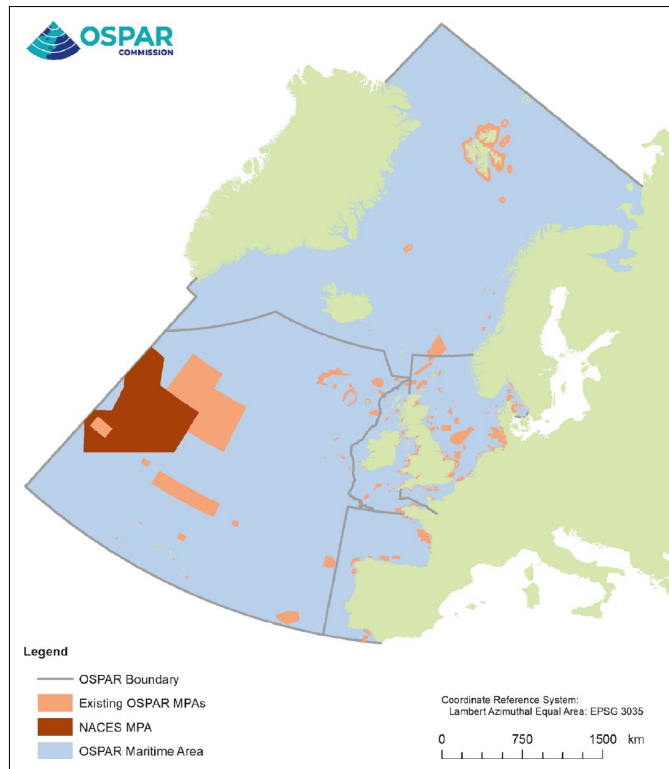 OSPAR
COMMISSION
Legend
OSPAR Boundary
Existing OSPAR MPAs
NACES MPA
OSPAR Maritime Area
Coordinate Reference System:
Lambert Azimuthal Equal Area: EPSG 3035
0 750 1500 km